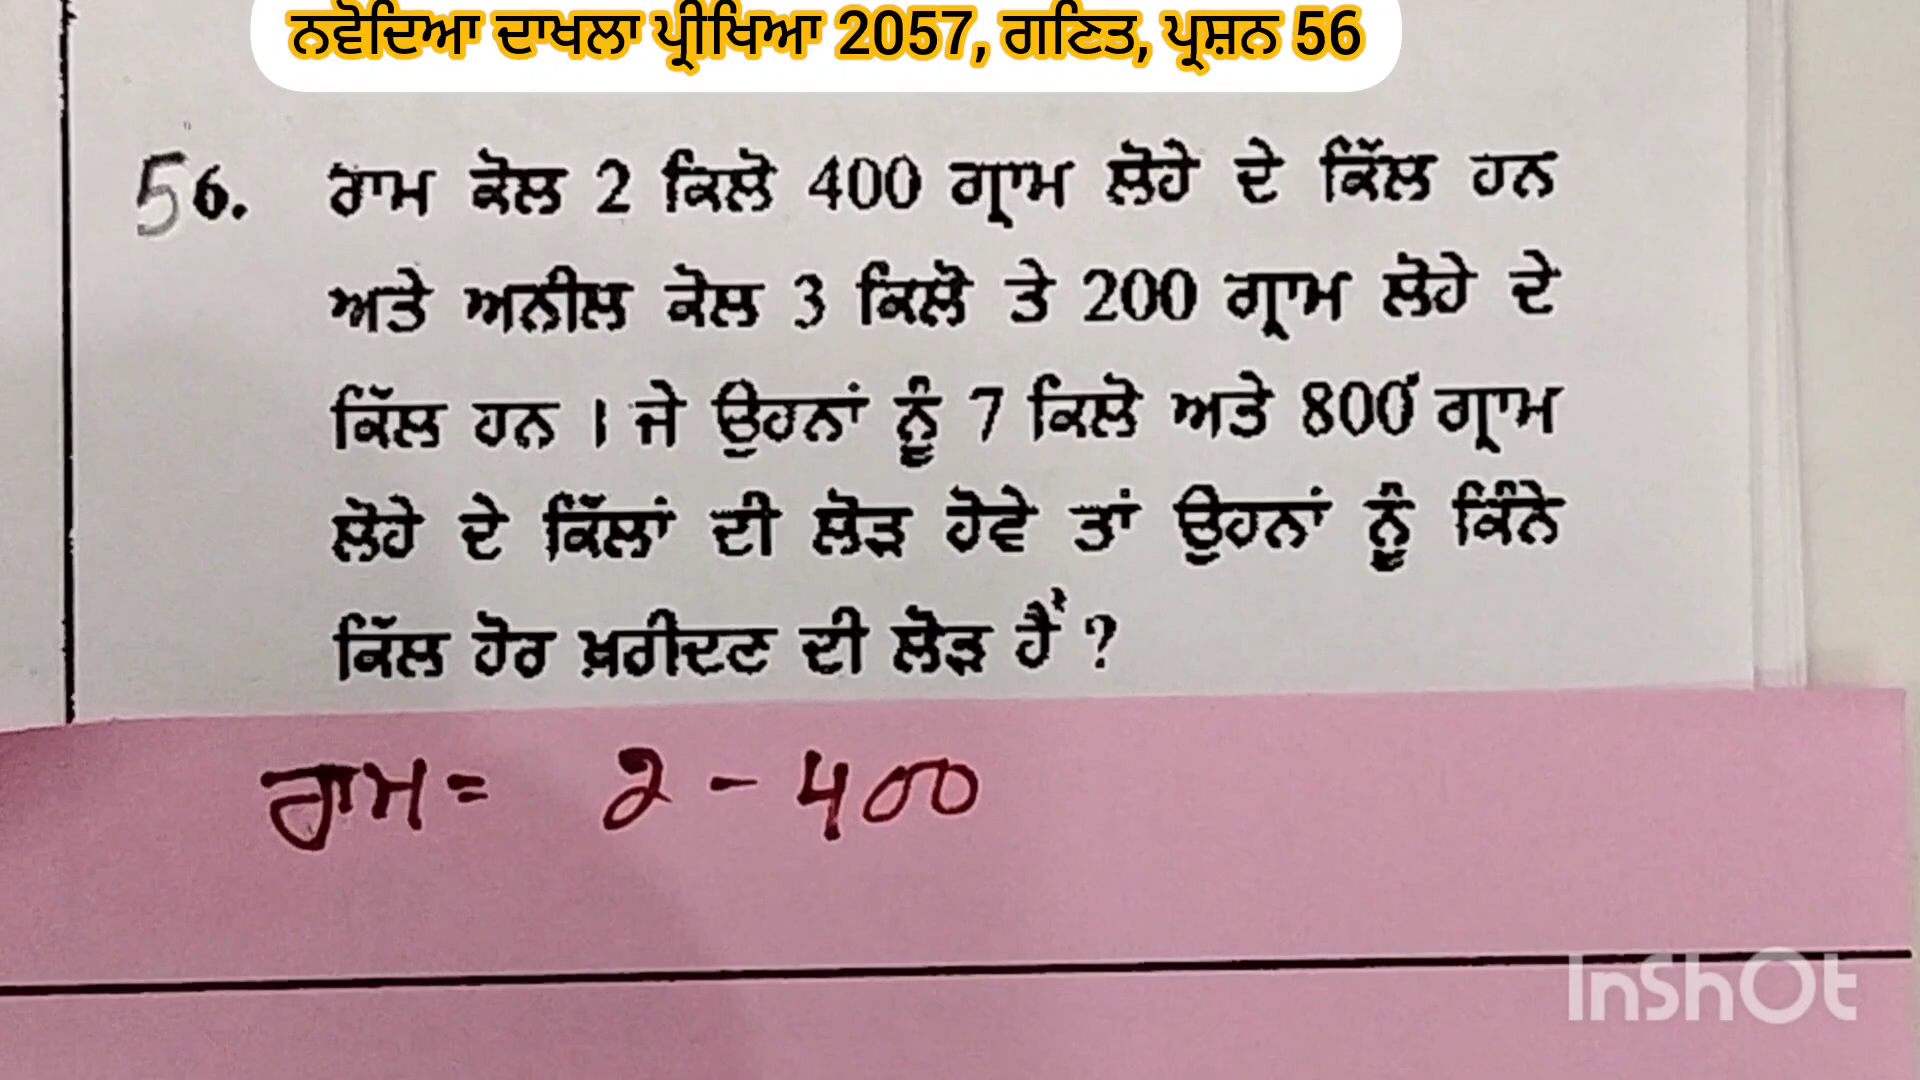 ਨਵੋਦਿਆ ਦਾਖਲਾ ਪ੍ਰੀਖਿਆ 2057, ਗਣਿਤ, ਪ੍ਰਸ਼ਨ 56
56. ਰਾਮ ਕੋਲ 2 ਕਿਲੋ 400 ਗ੍ਰਾਮ ਲੋਹੇ ਦੇ ਕਿੱਲ ਹਨ
ਅਤੇ ਅਨੀਲ ਕੋਲ 3 ਕਿਲੋ ਤੇ 200 ਗ੍ਰਾਮ ਲੋਹੇ ਦੇ
ਕਿੱਲ ਹਨ । ਜੇ ਉਹਨਾਂ ਨੂੰ 7 ਕਿਲੋ ਅਤੇ 800 ਗ੍ਰਾਮ
ਲੋਹੇ ਦੇ ਕਿੱਲਾਂ ਦੀ ਲੋੜ ਹੋਵੇ ਤਾਂ ਉਹਨਾਂ ਨੂੰ ਕਿੰਨੇ
ਕਿੱਲ ਹੋਰ ਖ਼ਰੀਦਣ ਦੀ ਲੋੜ ਹੈ ?
ਰਾਮ = 2 - 400
InShOt